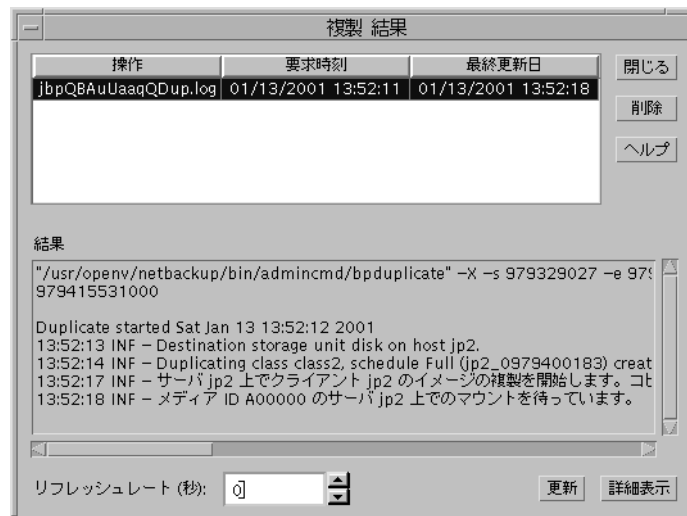 複製 結果
操作 要求時刻 最終更新日
jbpQBAuUaaqQDup.log 01/13/2001 13:52:11 01/13/2001 13:52:18
閉じる
削除
ヘルプ
結果
"/usr/openv/netbackup/bin/admincmd/bpduplicate" –X –s 979329027 –e 979
979415531000
Duplicate started Sat Jan 13 13:52:12 2001
13:52:13 INF – Destination storage unit disk on host jp2.
13:52:14 INF – Duplicating class class2, schedule Full (jp2_0979400183) creat
13:52:17 INF – サーバ jp2 上でクライアント jp2 のイメージの複製を開始します。コピ
13:52:18 INF – メディア ID A00000 のサーバ jp2 上でのマウントを待っています。
リフレッシュレート (秒): 0
更新 詳細表示